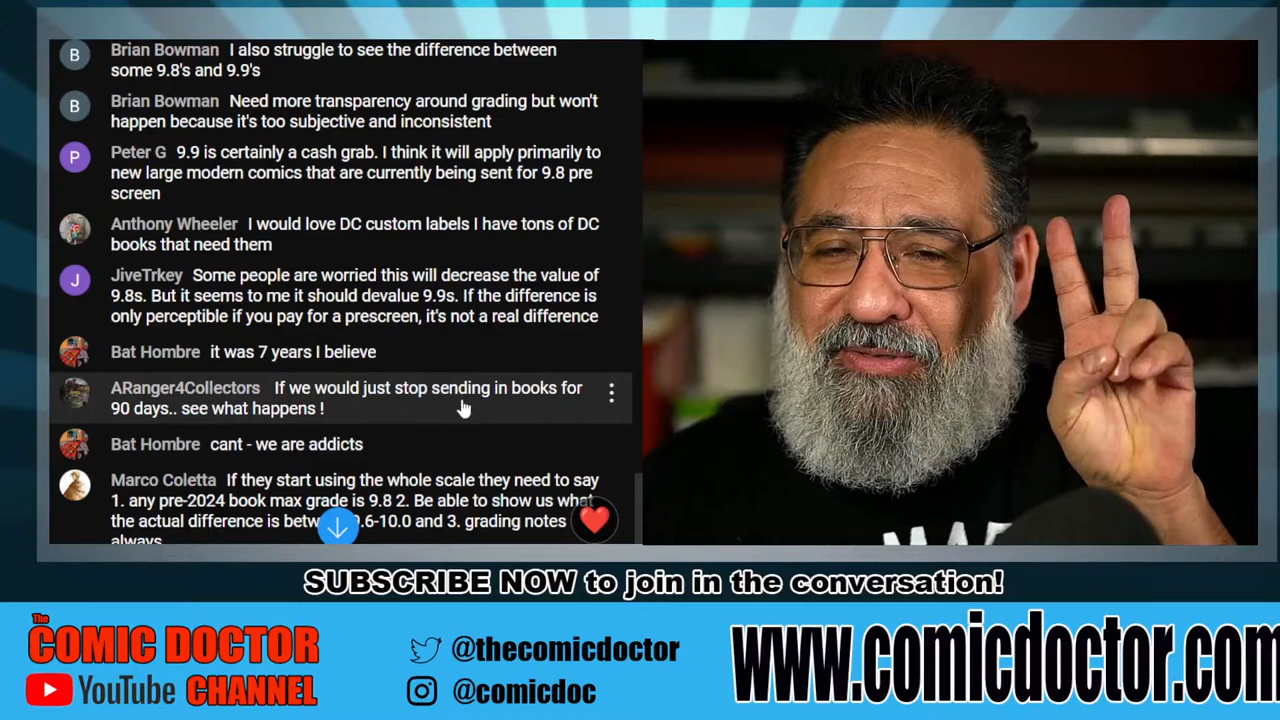 Brian Bowman I also struggle to see the difference between
some 9.8's and 9.9's
B
Brian Bowman Need more transparency around grading but won't
happen because it's too subjective and inconsistent
B
Peter G 9.9 is certainly a cash grab. I think it will apply primarily to
new large modern comics that are currently being sent for 9.8 pre
screen
P
Anthony Wheeler I would love DC custom labels I have tons of DC
books that need them
JiveTrkey Some people are worried this will decrease the value of
9.8s. But it seems to me it should devalue 9.9s. If the difference is
only perceptible if you pay for a prescreen, it's not a real difference
J
Bat Hombre it was 7 years I believe
ARanger4Collectors If we would just stop sending in books for
90 days.. see what happens !
Bat Hombre cant - we are addicts
Marco Coletta If they start using the whole scale they need to say
1. any pre-2024 book max grade is 9.8 2. Be able to show us what
the actual difference is 9.6-10.0 and 3. grading notes
always
SUBSCRIBE NOW to join in the conversation!
The
COMIC DOCTOR
YouTube CHANNEL
@thecomicdoctor
@comicdoc
www.comicdoctor.com